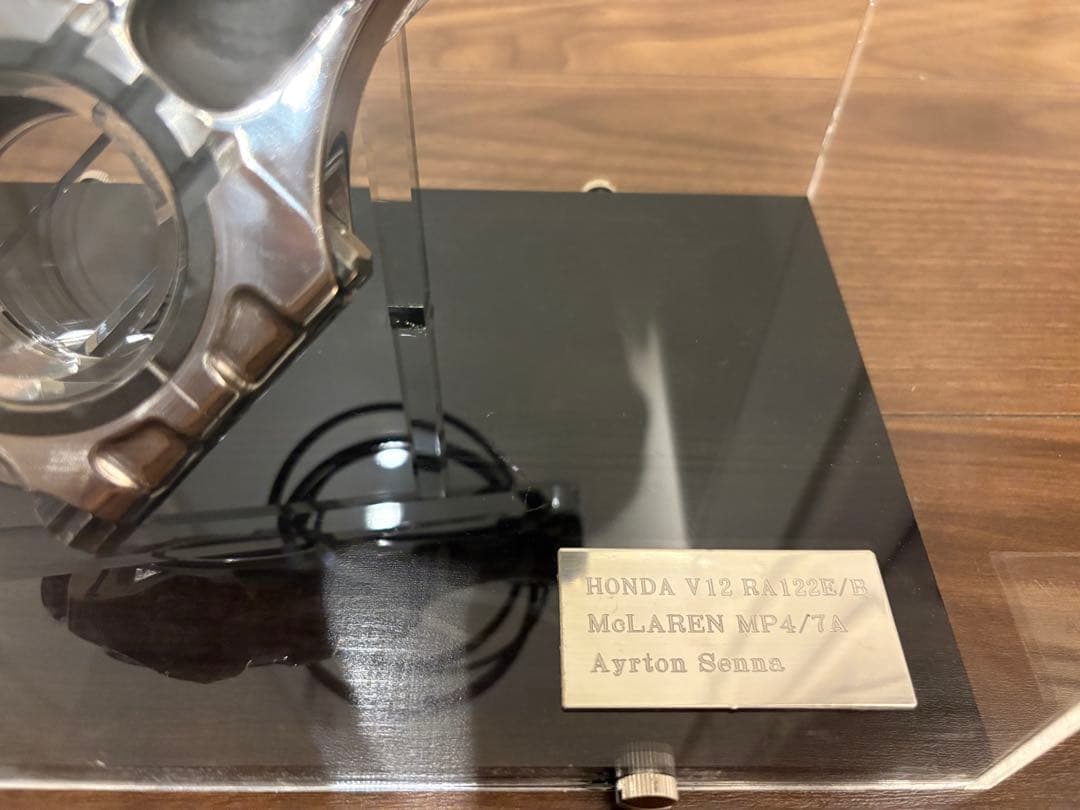 HONDA V12 RA122E/B
McLAREN MP4/7A
Ayrton Senna